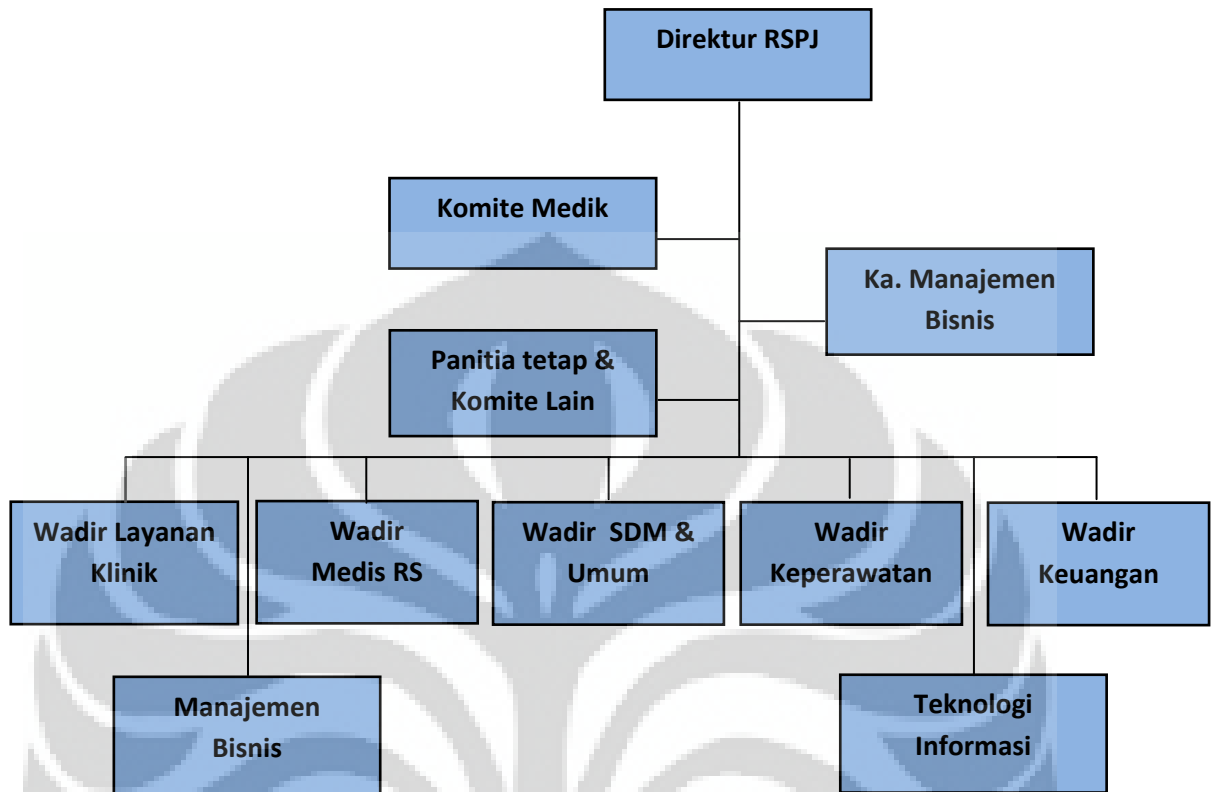 Direktur RSPJ
Komite Medik
Ka. Manajemen
Bisnis
Panitia tetap &
Komite Lain
Wadir Layanan
Klinik
Wadir
Medis RS
Wadir SDM &
Umum
Wadir
Keperawatan
Wadir
Keuangan
Manajemen
Bisnis
Teknologi
Informasi